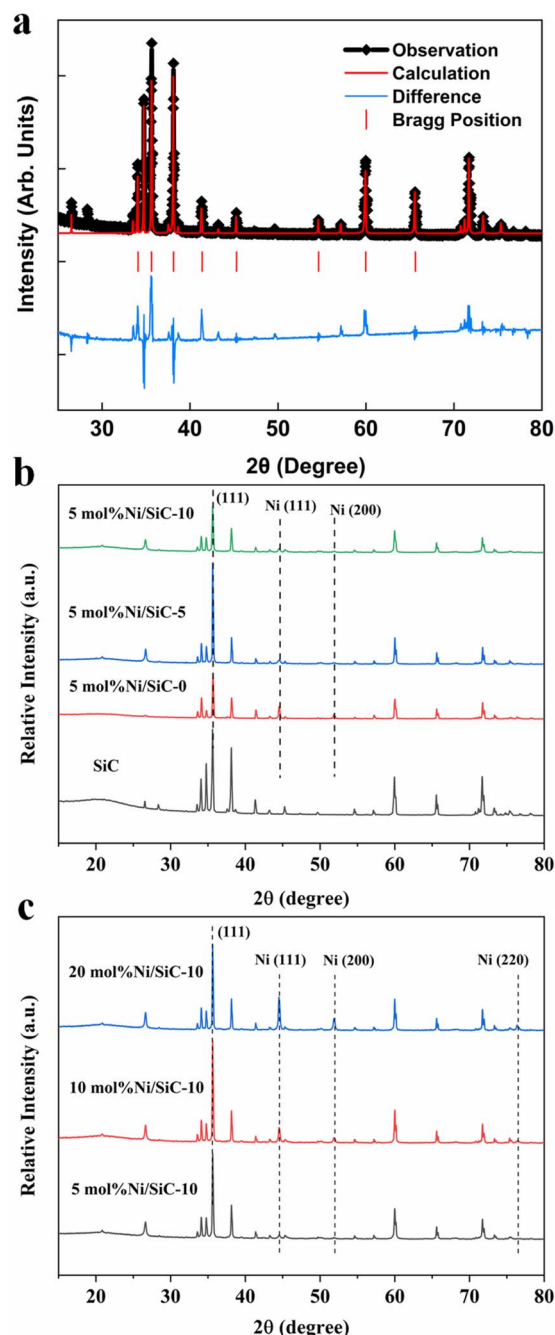 a
Observation
Calculation
Difference
Bragg Position
Intensity (Arb. Units)
30 40 50 60 70 80
2θ (Degree)
b
(111)
Ni (111)
Ni (200)
5 mol%Ni/SiC-10
5 mol%Ni/SiC-5
5 mol%Ni/SiC-0
SiC
Relative Intensity (a.u.)
20 30 40 50 60 70 80
2θ (degree)
c
(111)
Ni (111)
Ni (200)
Ni (220)
20 mol%Ni/SiC-10
10 mol%Ni/SiC-10
5 mol%Ni/SiC-10
Relative Intensity (a.u.)
20 30 40 50 60 70 80
2θ (degree)